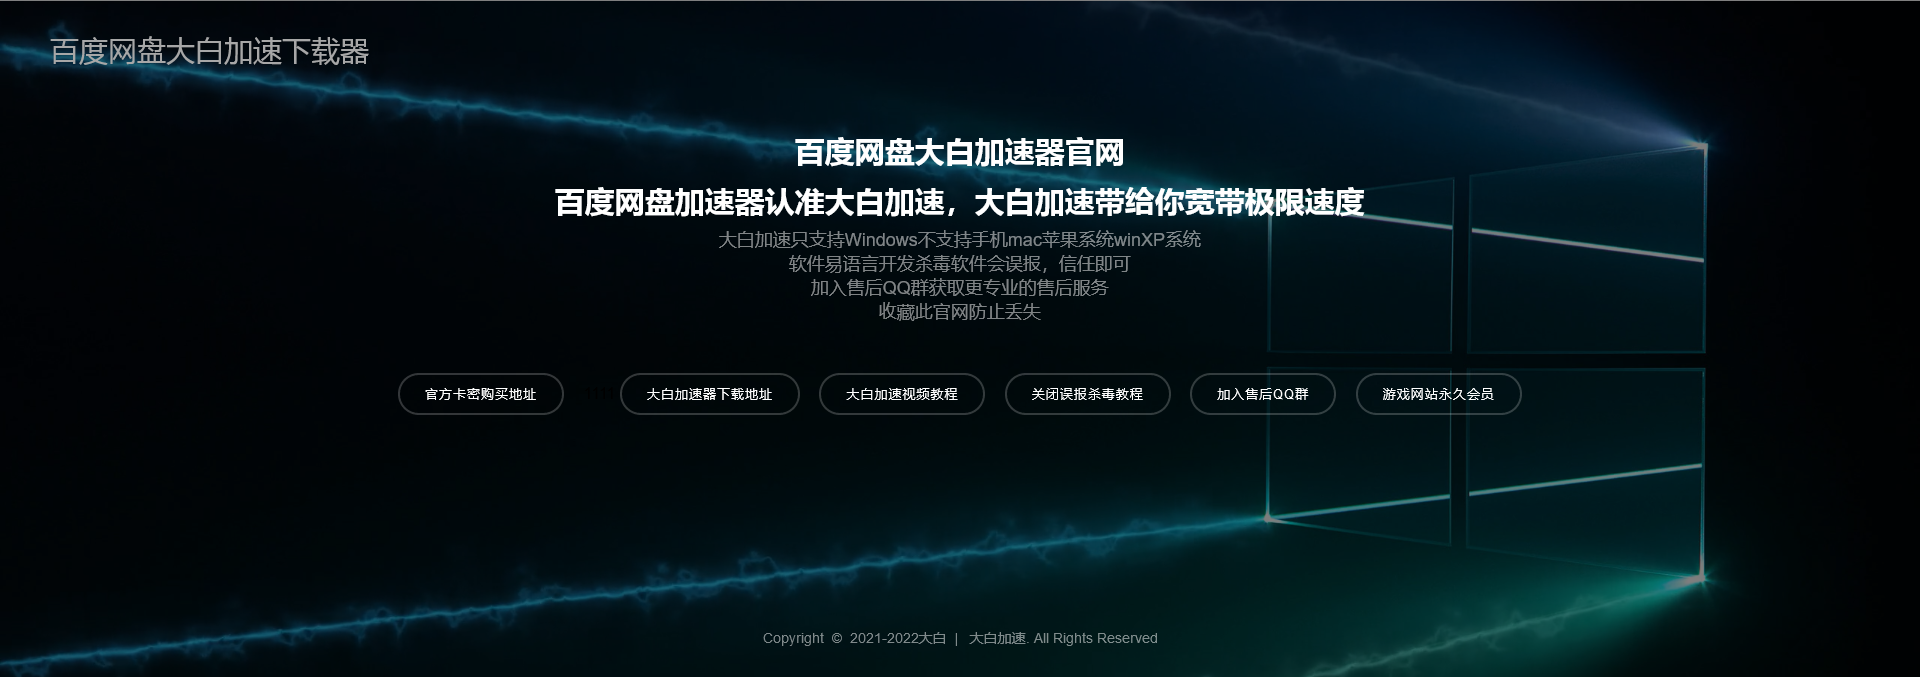 百度网盘大白加速下载器
百度网盘大白加速器官网
百度网盘加速器认准大白加速，大白加速带给你宽带极限速度
大白加速只支持Windows不支持手机mac苹果系统winXP系统
软件易语言开发杀毒软件会误报，信任即可
加入售后QQ群获取更专业的售后服务
收藏此官网防止丢失
官方卡密购买地址
大白加速器下载地址
大白加速视频教程
关闭误报杀毒教程
加入售后QQ群
游戏网站永久会员
Copyright © 2021-2022大白 | 大白加速. All Rights Reserved